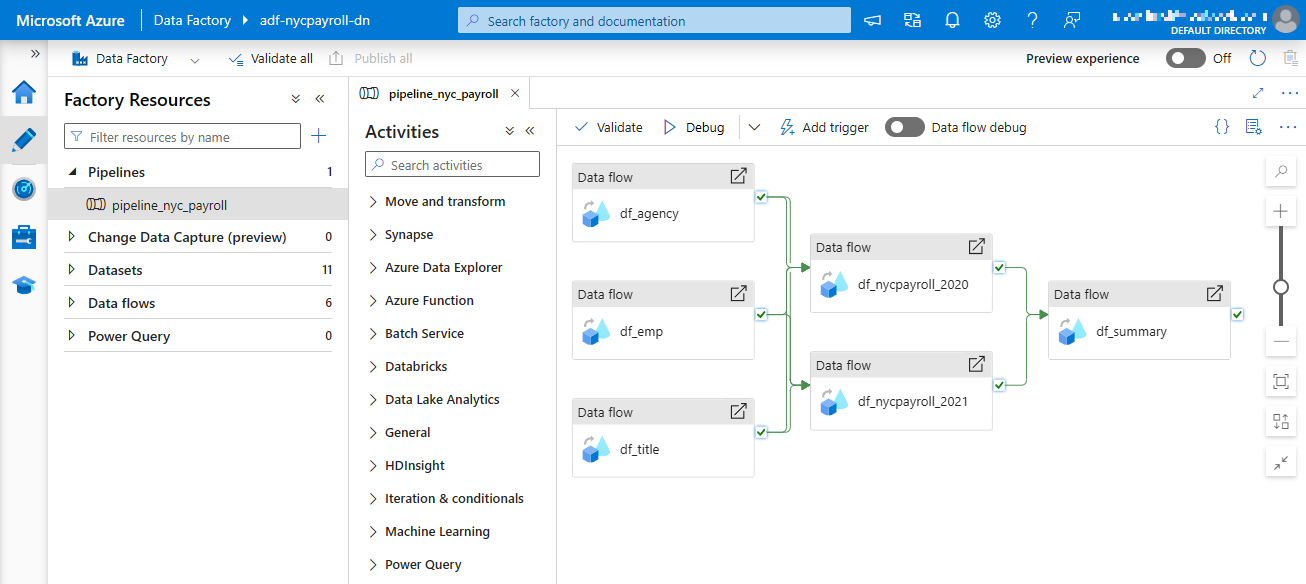 Microsoft Azure
Data Factory
adf-nycpayroll-dn
Search factory and documentation
DEFAULT DIRECTORY
Data Factory
Validate all
Publish all
Preview experience
Off
Factory Resources
Filter resources by name
Pipelines 1
pipeline_nyc_payroll
Change Data Capture (preview) 0
Datasets 11
Data flows 6
Power Query 0
pipeline_nyc_payroll
Activities
Search activities
Move and transform
Synapse
Azure Data Explorer
Azure Function
Batch Service
Databricks
Data Lake Analytics
General
HDInsight
Iteration & conditionals
Machine Learning
Power Query
Validate
Debug
Add trigger
Data flow debug
Data flow
df_agency
Data flow
df_emp
Data flow
df_title
Data flow
df_nycpayroll_2020
Data flow
df_nycpayroll_2021
Data flow
df_summary